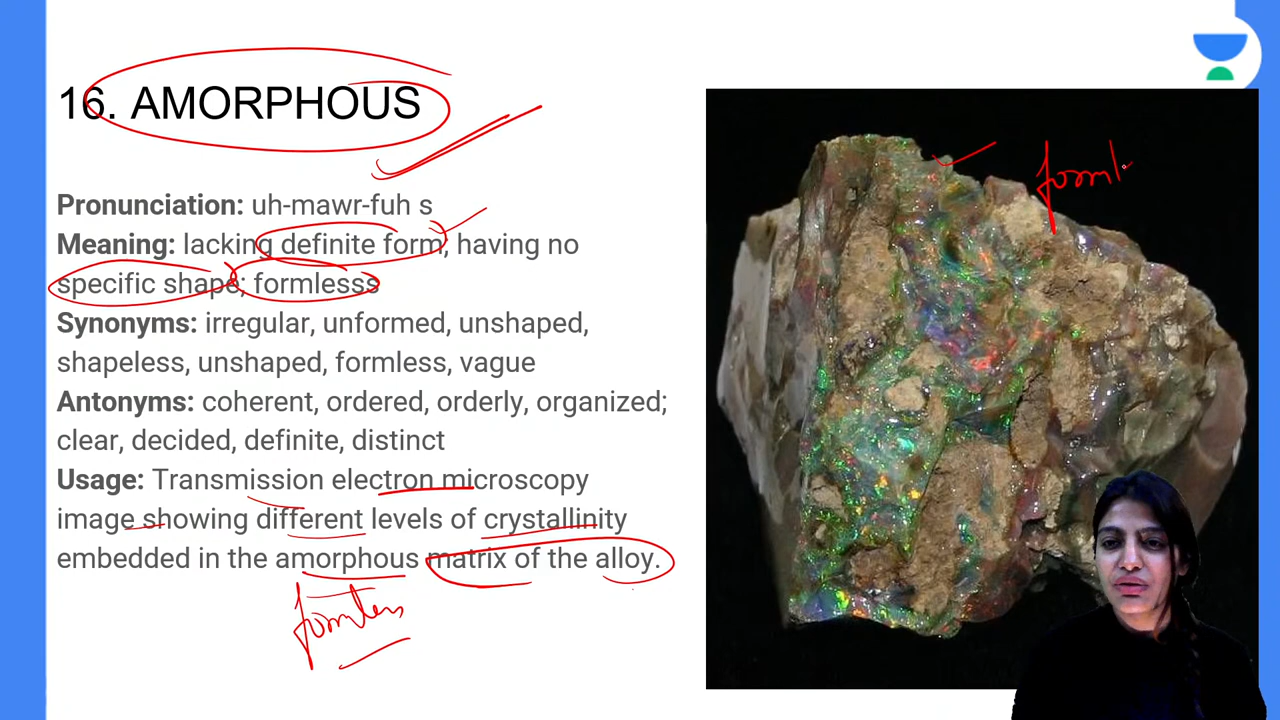 16. AMORPHOUS
Pronunciation: uh-mawr-fuh s
Meaning: lacking definite form; having no
specific shape; formlesss
Synonyms: irregular, unformed, unshaped,
shapeless, unshaped, formless, vague
Antonyms: coherent, ordered, orderly, organized;
clear, decided, definite, distinct
Usage: Transmission electron microscopy
image showing different levels of crystallinity
embedded in the amorphous matrix of the alloy.
formless
forml